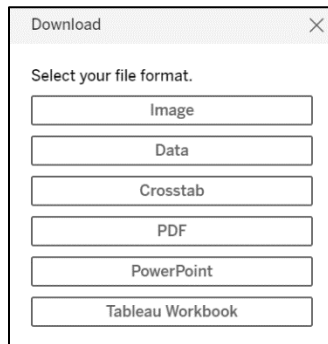 Download
Select your file format.
Image
Data
Crosstab
PDF
PowerPoint
Tableau Workbook